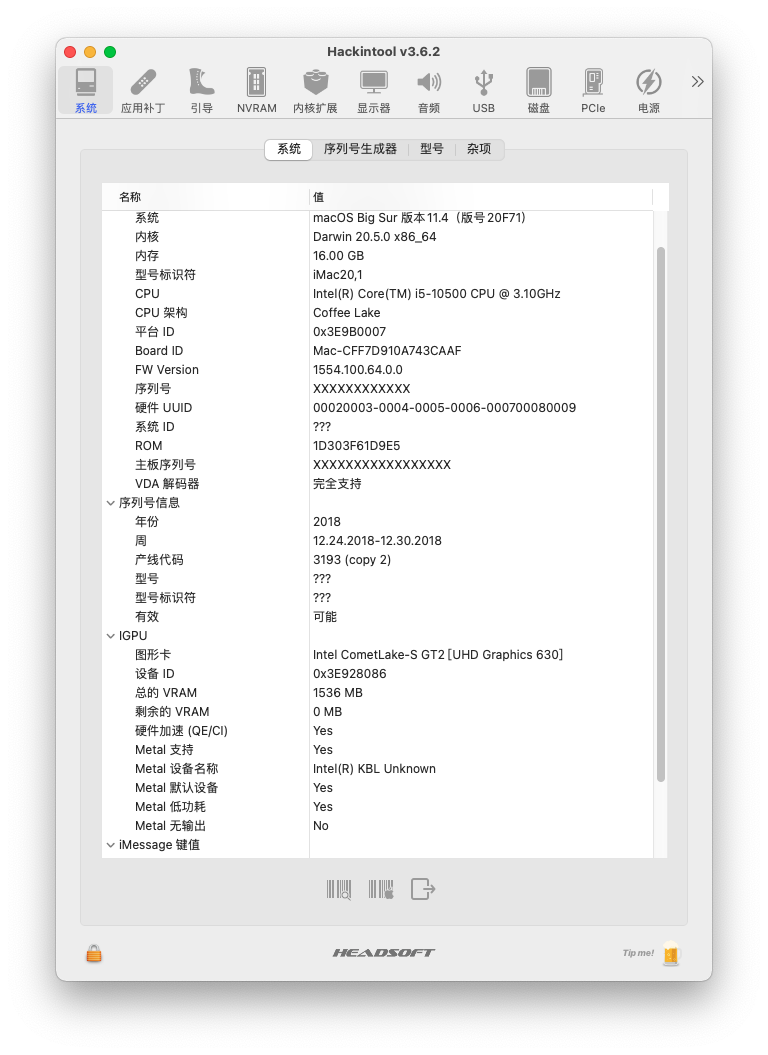 Hackintool v3.6.2
系统 应用补丁 引导 NVRAM 内核扩展 显示器 音频 USB 磁盘 PCIe 电源
系统 序列号生成器 型号 杂项
名称 值
系统 macOS Big Sur 版本 11.4（版号 20F71）
内核 Darwin 20.5.0 x86_64
内存 16.00 GB
型号标识符 iMac20,1
CPU Intel(R) Core(TM) i5-10500 CPU @ 3.10GHz
CPU 架构 Coffee Lake
平台 ID 0x3E9B0007
Board ID Mac-CFF7D910A743CAAF
FW Version 1554.100.64.0.0
序列号 XXXXXXXXXXXX
硬件 UUID 00020003-0004-0005-0006-000700080009
系统 ID ???
ROM 1D303F61D9E5
主板序列号 XXXXXXXXXXXXXXXXX
VDA 解码器 完全支持
序列号信息
年份 2018
周 12.24.2018-12.30.2018
产线代码 3193 (copy 2)
型号 ???
型号标识符 ???
有效 可能
IGPU
图形卡 Intel CometLake-S GT2 [UHD Graphics 630]
设备 ID 0x3E928086
总的 VRAM 1536 MB
剩余的 VRAM 0 MB
硬件加速 (QE/CI) Yes
Metal 支持 Yes
Metal 设备名称 Intel(R) KBL Unknown
Metal 默认设备 Yes
Metal 低功耗 Yes
Metal 无输出 No
iMessage 键值
HEADSOFT
Tip me!